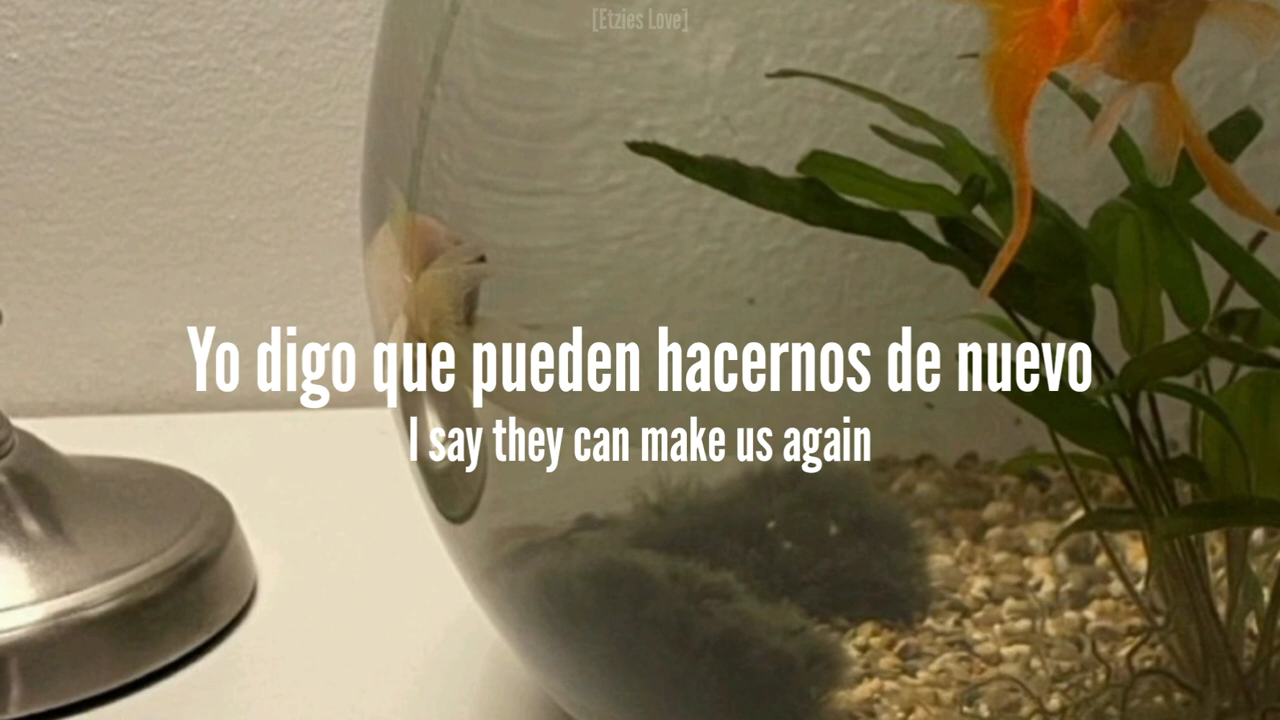 [Etzies Love]
Yo digo que pueden hacernos de nuevo
I say they can make us again